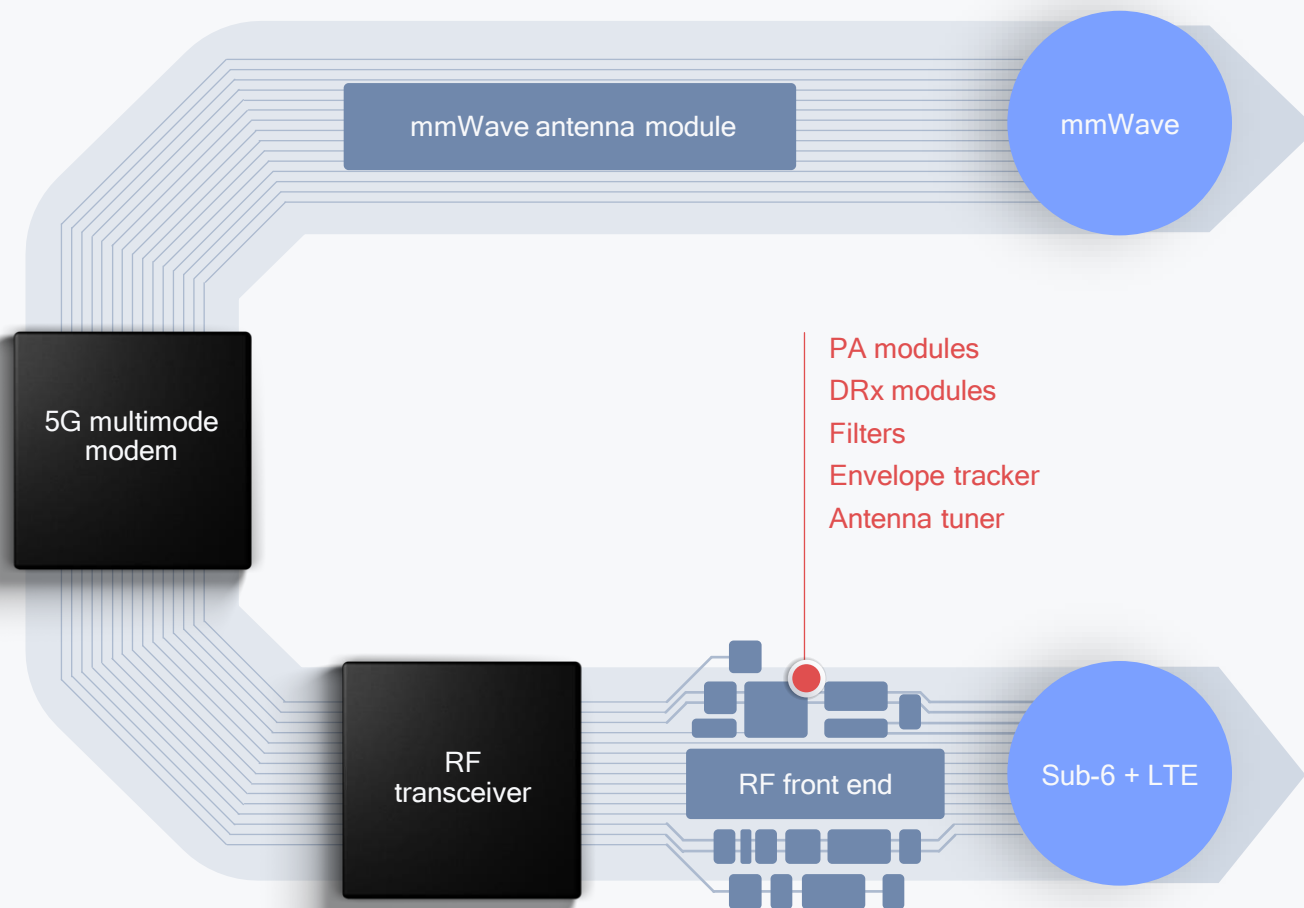 mmWave antenna module
mmWave
5G multimode
modem
PA modules
DRx modules
Filters
Envelope tracker
Antenna tuner
RF
transceiver
RF front end
Sub-6 + LTE